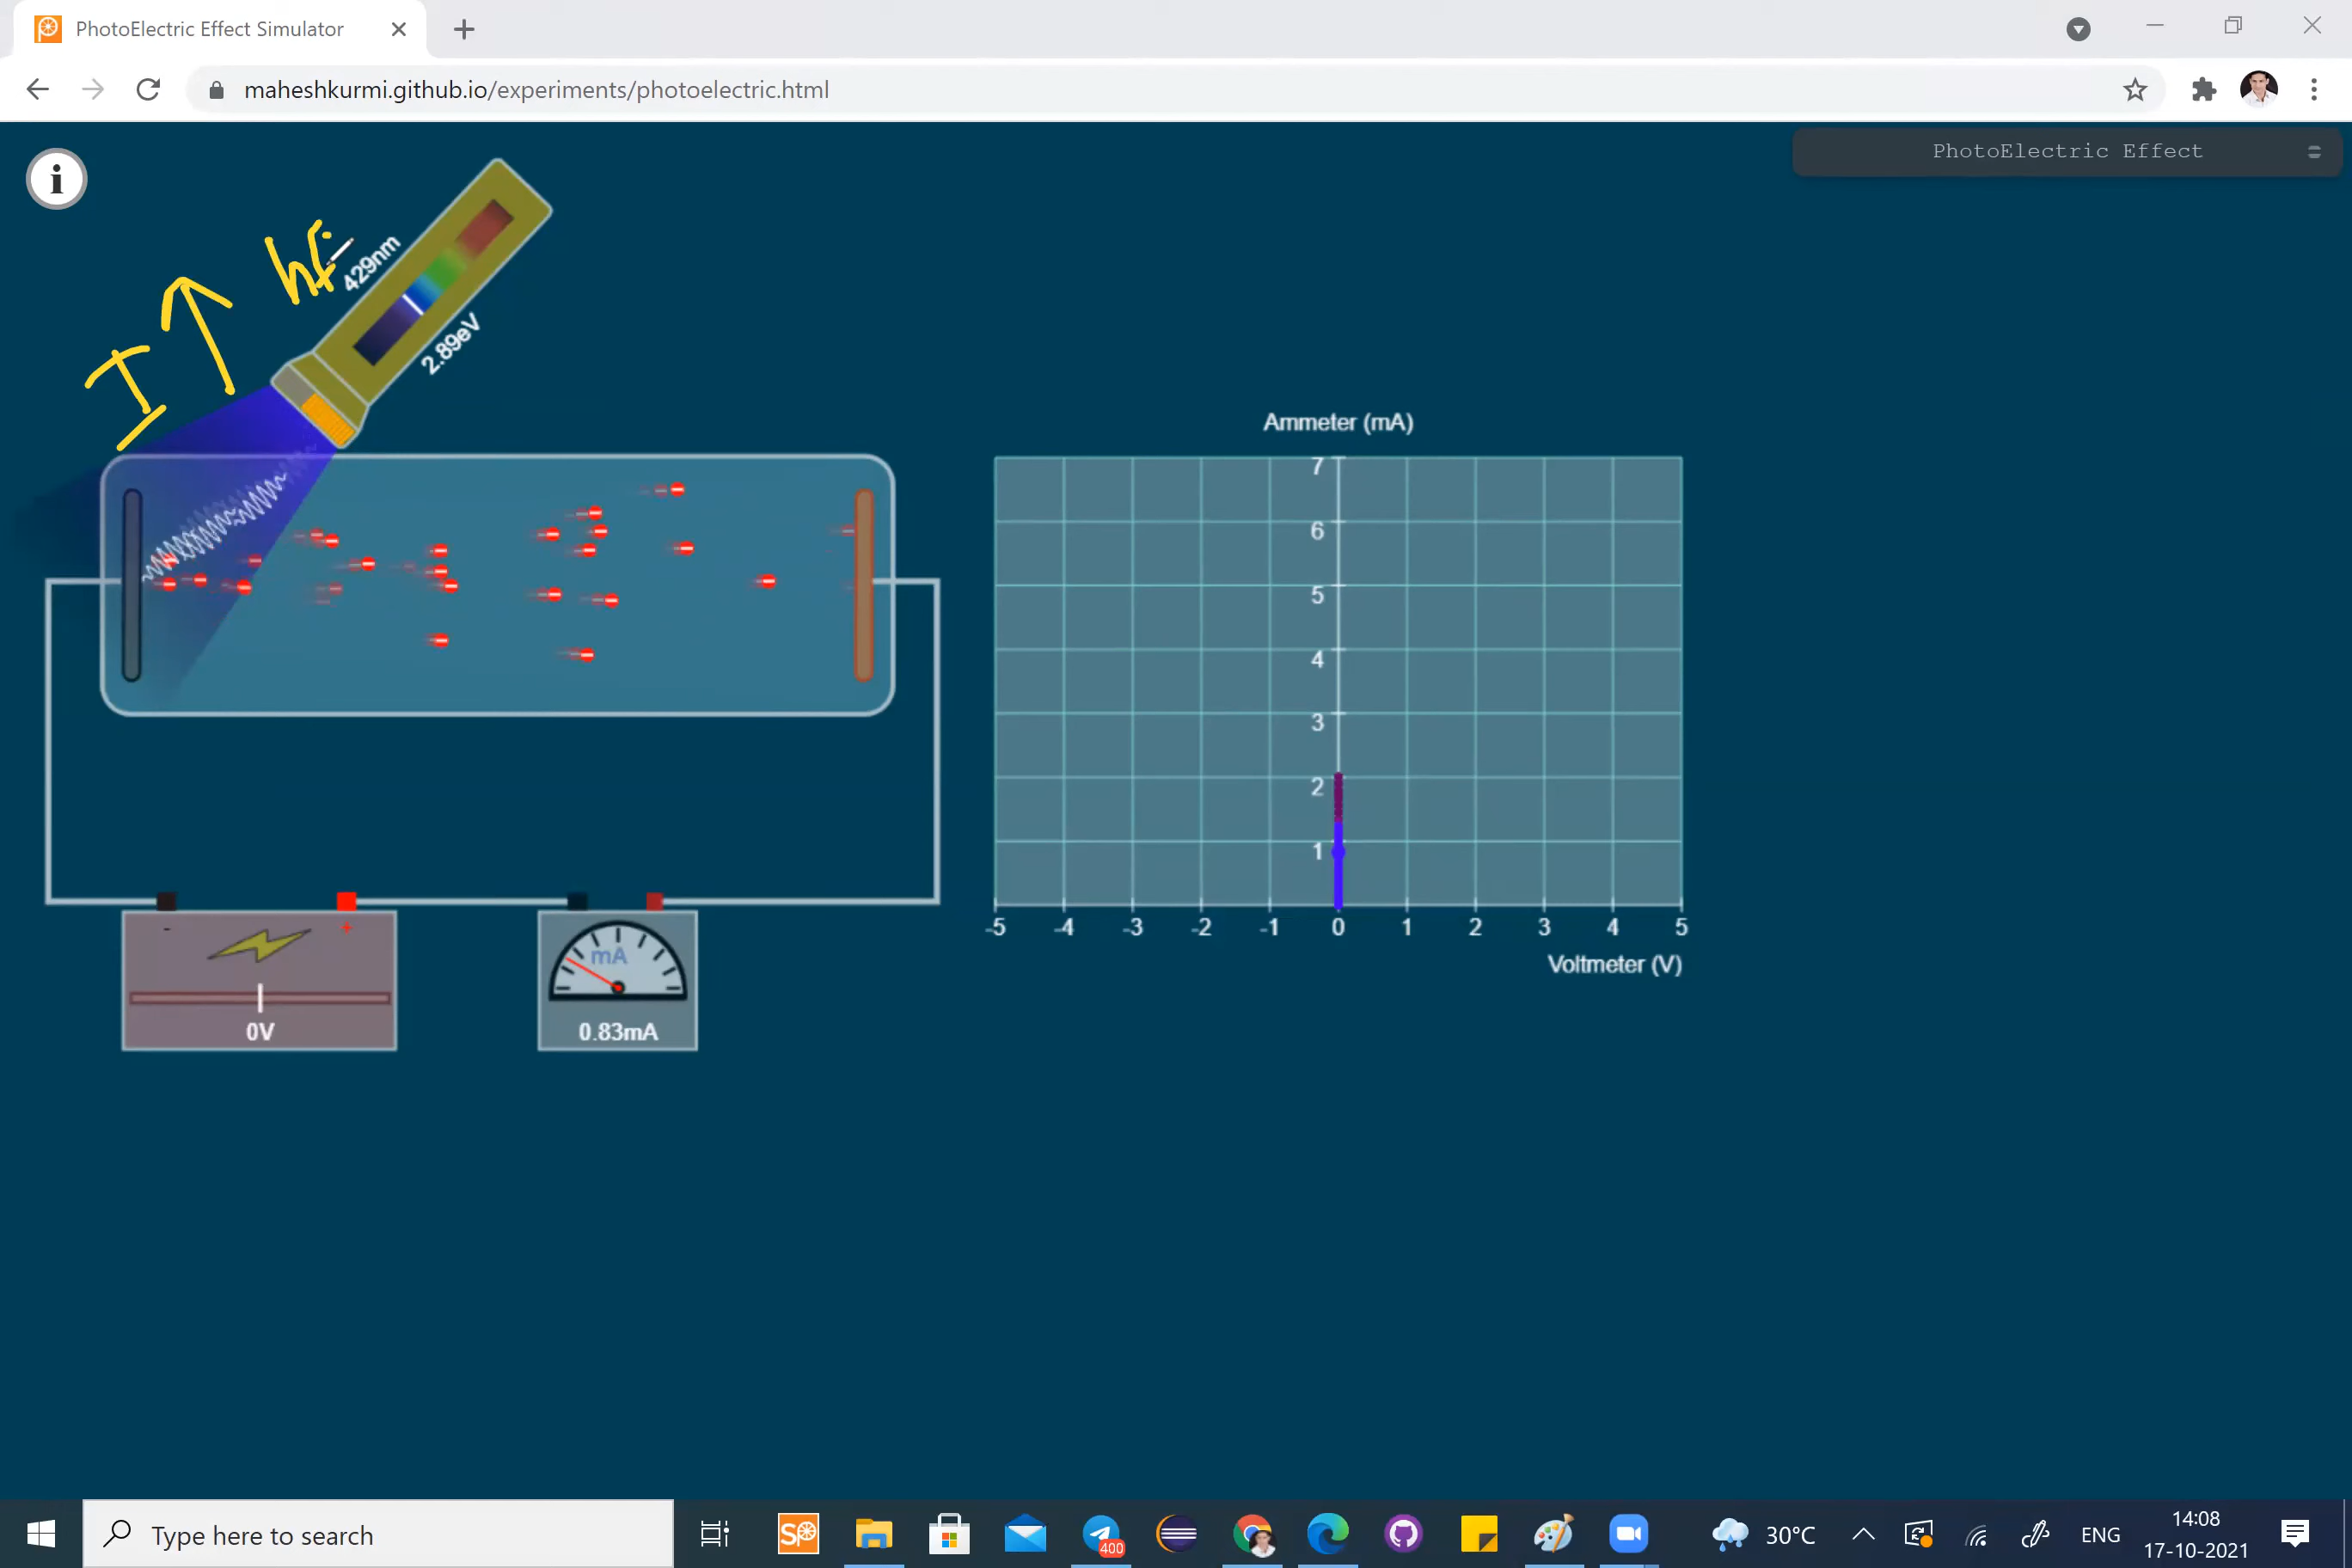 PhotoElectric Effect Simulator
maheshkurmi.github.io/experiments/photoelectric.html
i
PhotoElectric Effect
I ↑ hf
429nm
2.89eV
Ammeter (mA)
7
6
5
4
3
2
1
-5 -4 -3 -2 -1 0 1 2 3 4 5
Voltmeter (V)
- +
mA
0V
0.83mA
Type here to search
SP
400
30°C
ENG
14:08
17-10-2021